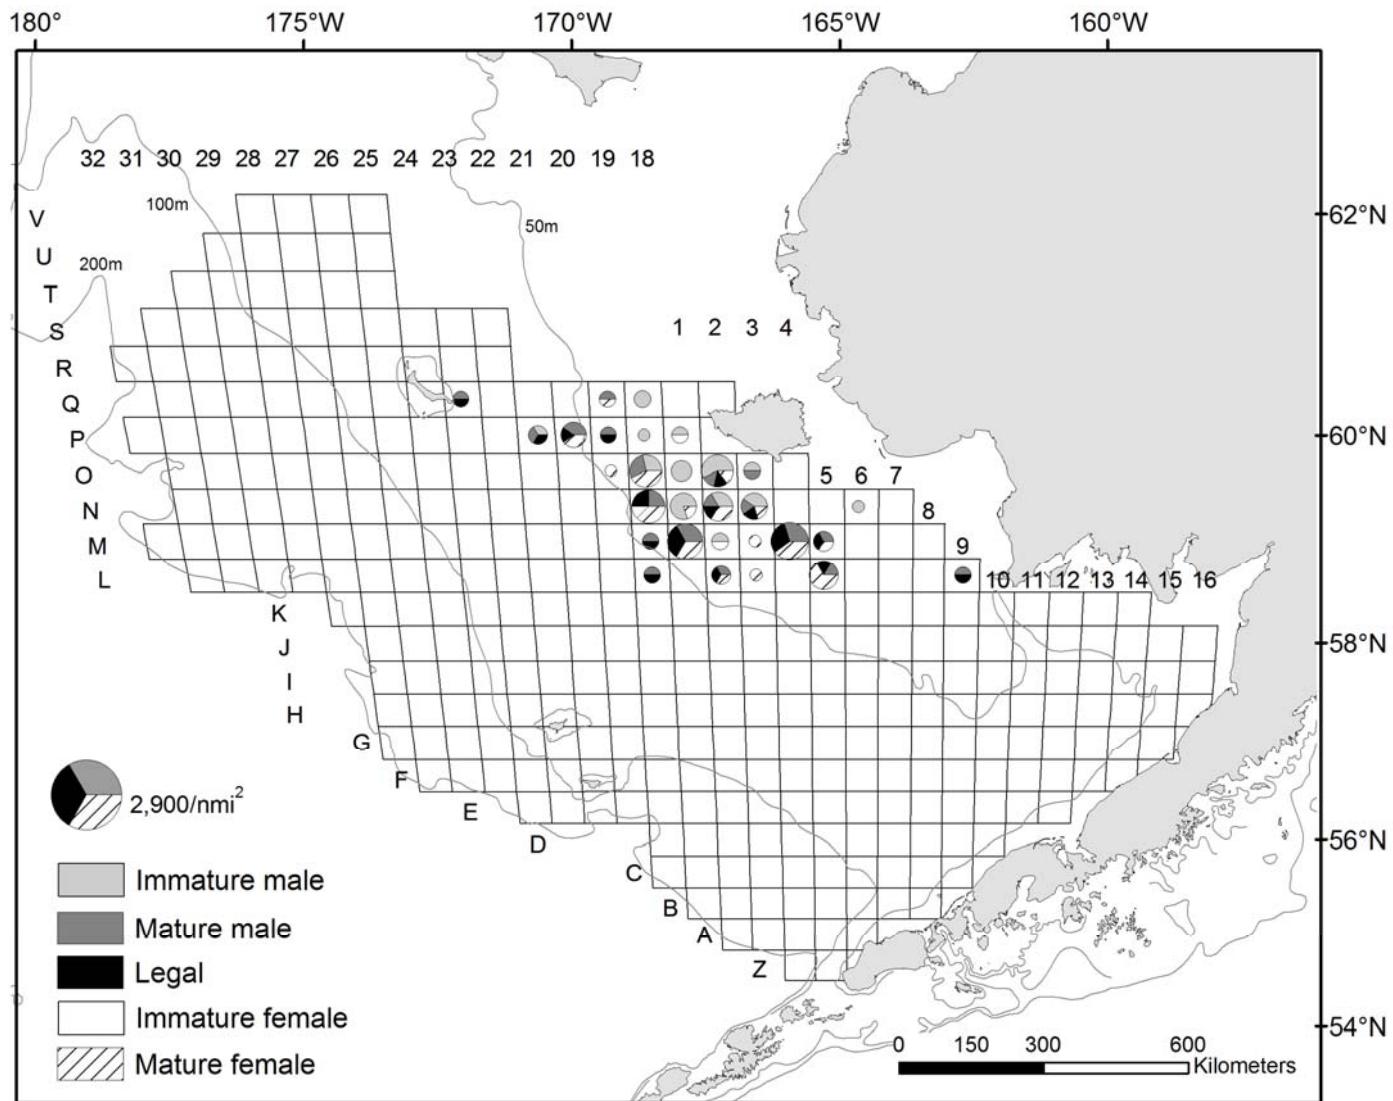 180° 175°W 170°W 165°W 160°W
32 31 30 29 28 27 26 25 24 23 22 21 20 19 18
100m
62°N
V
50m
U
200m
T
1 2 3 4
S
R
Q
P
60°N
O
5 6 7
N
8
M
9
L
10 11 12 13 14 15 16
K
J
58°N
I
H
G
F
2,900/nmi²
E
D
56°N
C
Immature male
B
Mature male
A
Legal
Z
Immature female
54°N
0 150 300 600
Mature female
Kilometers